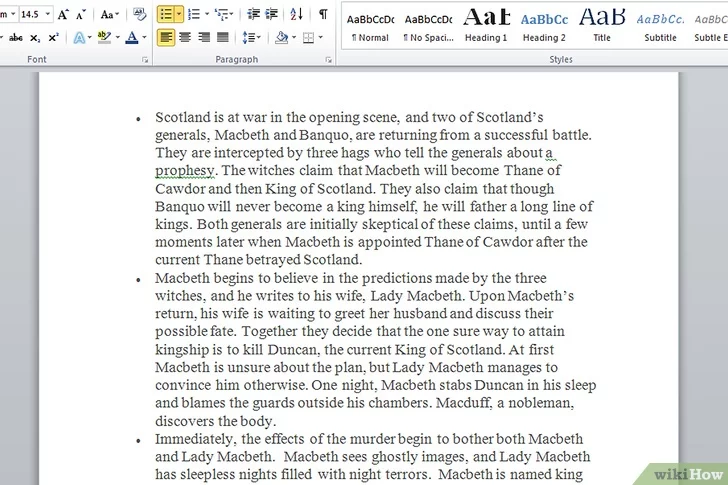 m 14.5 A A Aa
abc x₂ x² A ab A
Font
Paragraph
AaBbCcDc AaBbCcDc AaBbC AaBbCc AaB AaBbCc. AaBbCc
¶ Normal ¶ No Spaci... Heading 1 Heading 2 Title Subtitle Subtle E
Styles
• Scotland is at war in the opening scene, and two of Scotland's
generals, Macbeth and Banquo, are returning from a successful battle.
They are intercepted by three hags who tell the generals about a
prophesy. The witches claim that Macbeth will become Thane of
Cawdor and then King of Scotland. They also claim that though
Banquo will never become a king himself, he will father a long line of
kings. Both generals are initially skeptical of these claims, until a few
moments later when Macbeth is appointed Thane of Cawdor after the
current Thane betrayed Scotland.
• Macbeth begins to believe in the predictions made by the three
witches, and he writes to his wife, Lady Macbeth. Upon Macbeth's
return, his wife is waiting to greet her husband and discuss their
possible fate. Together they decide that the one sure way to attain
kingship is to kill Duncan, the current King of Scotland. At first
Macbeth is unsure about the plan, but Lady Macbeth manages to
convince him otherwise. One night, Macbeth stabs Duncan in his sleep
and blames the guards outside his chambers. Macduff, a nobleman,
discovers the body.
• Immediately, the effects of the murder begin to bother both Macbeth
and Lady Macbeth. Macbeth sees ghostly images, and Lady Macbeth
has sleepless nights filled with night terrors. Macbeth is named king
wikiHow